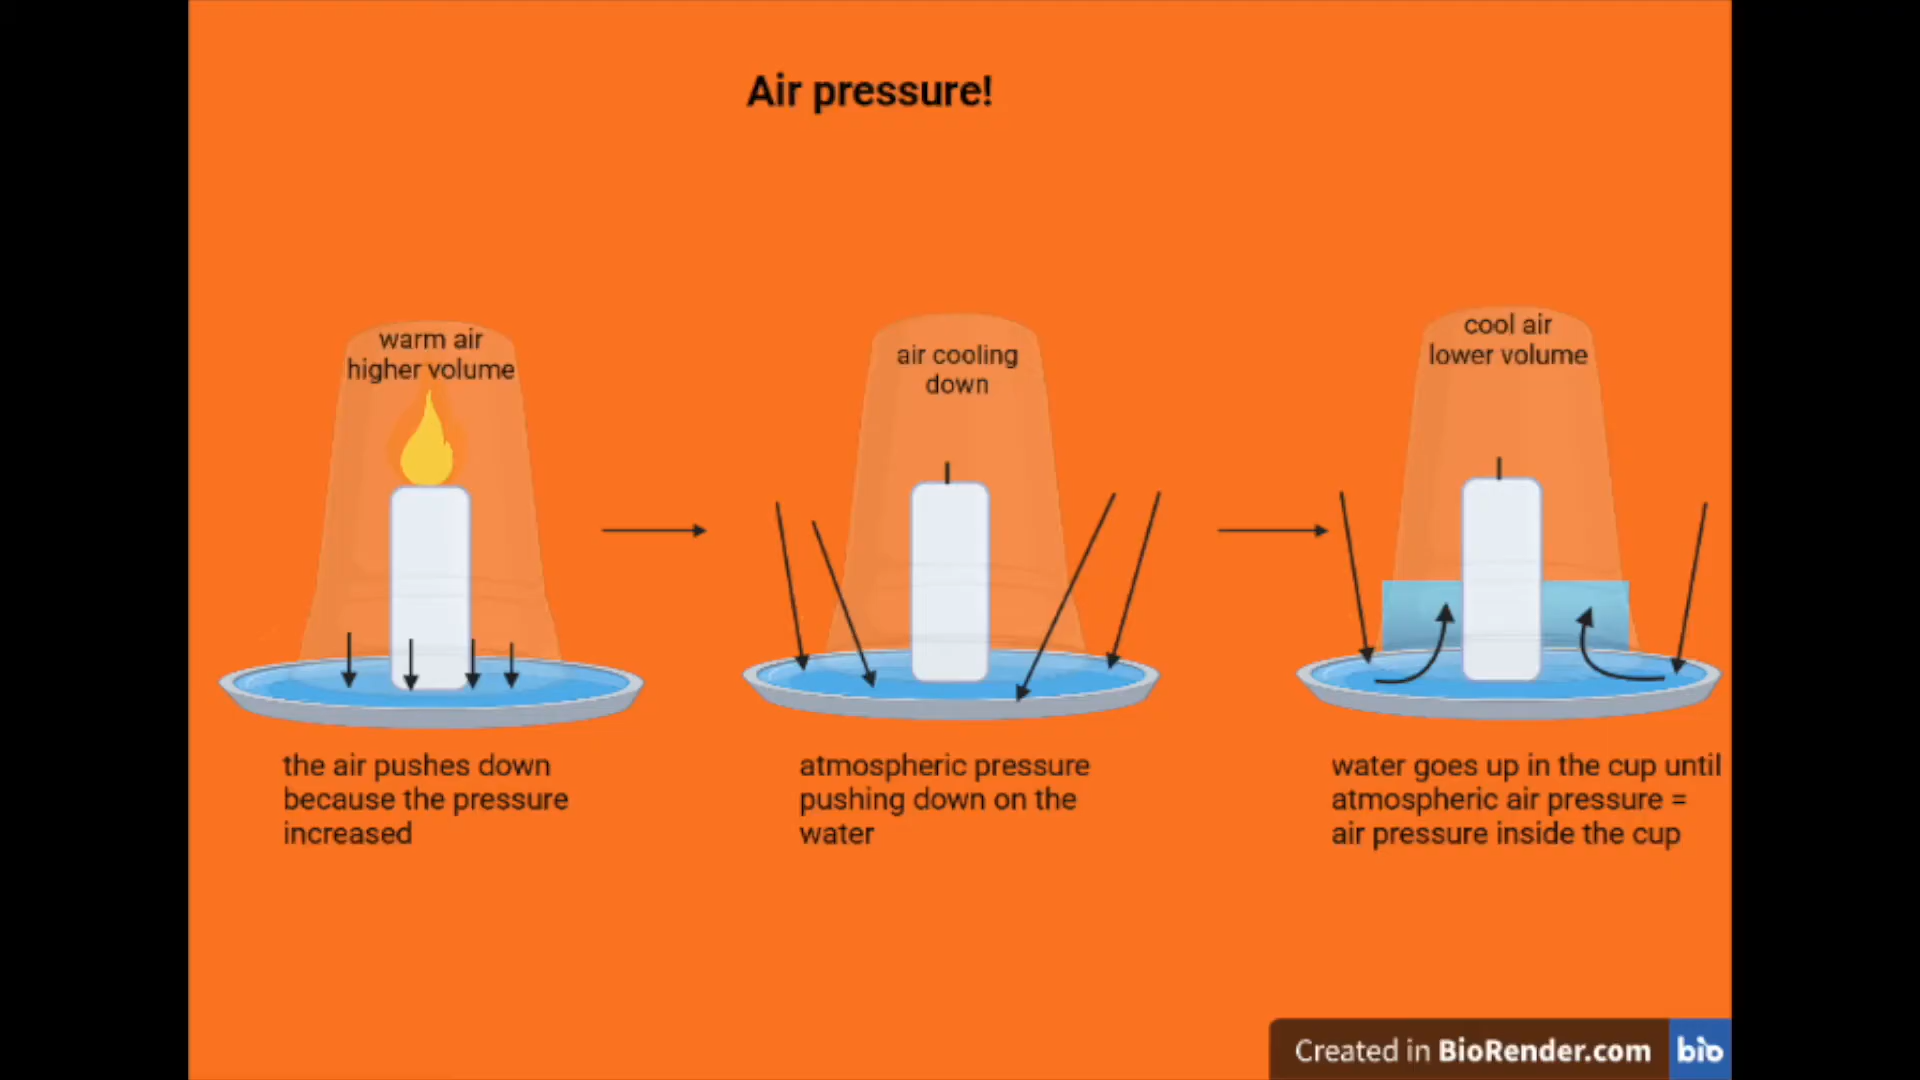 Air pressure!
warm air
higher volume
air cooling
down
cool air
lower volume
the air pushes down
because the pressure
increased
atmospheric pressure
pushing down on the
water
water goes up in the cup until
atmospheric air pressure =
air pressure inside the cup
Created in BioRender.com bio